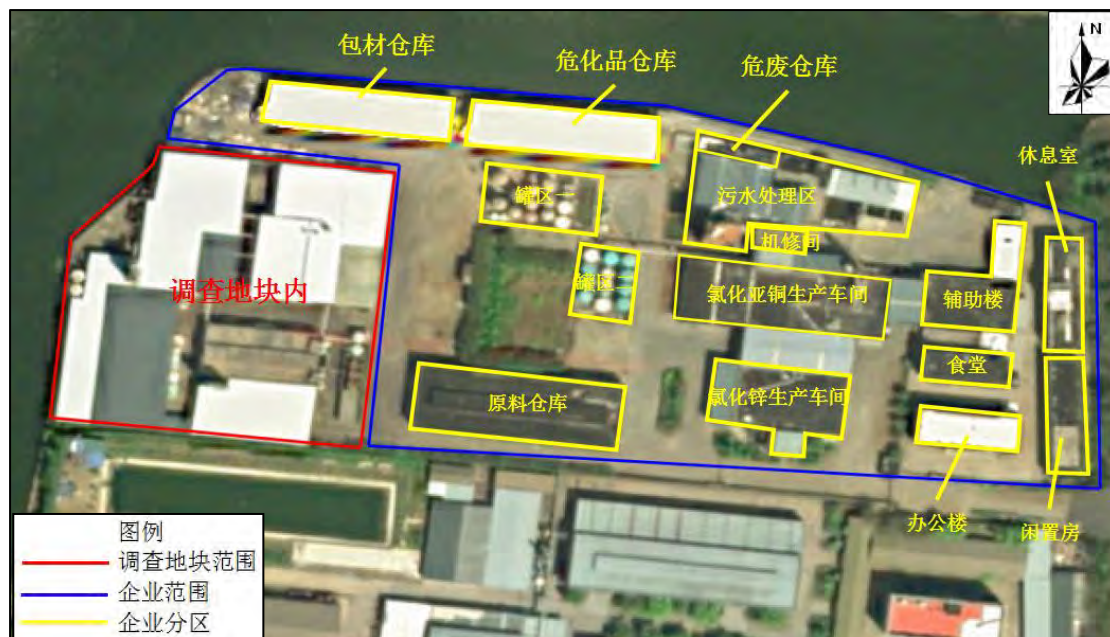 N
包材仓库
危化品仓库
危废仓库
休息室
罐区一
污水处理区
机修间
罐区二
调查地块内
氯化亚铜生产车间
辅助楼
食堂
原料仓库
氯化锌生产车间
办公楼
闲置房
图例
调查地块范围
企业范围
企业分区